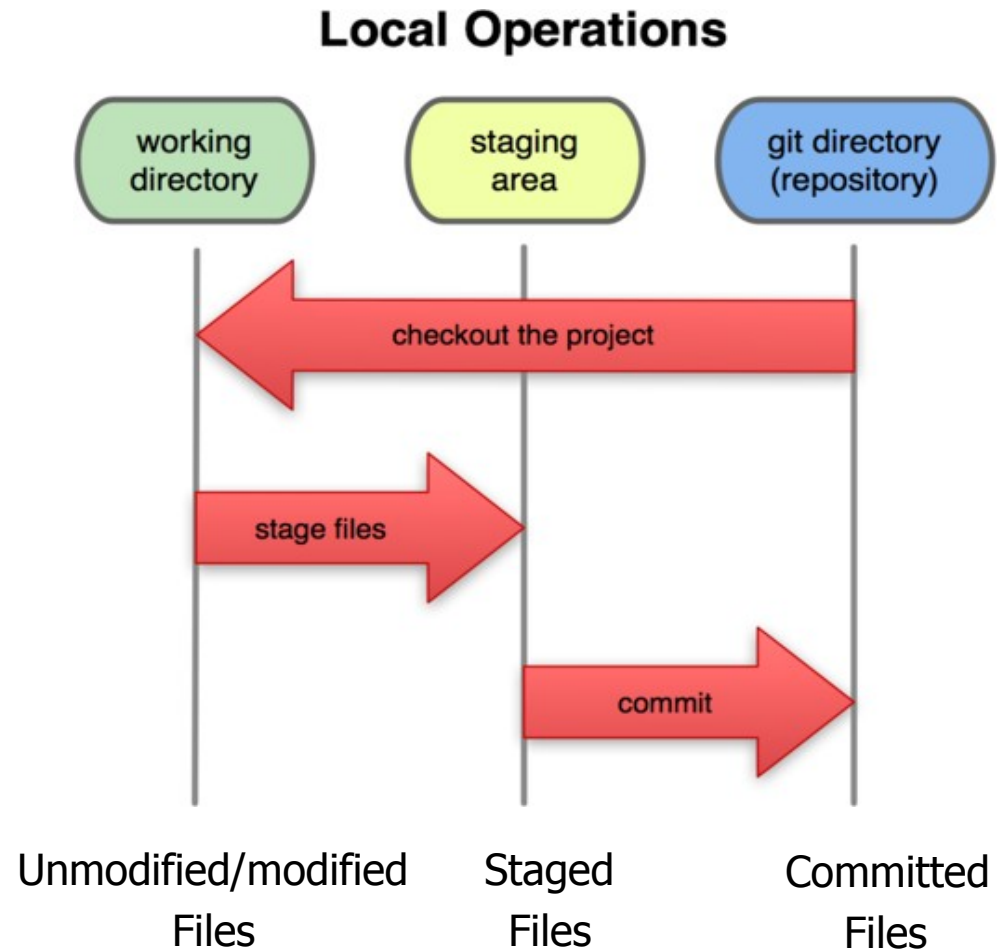 Local Operations
working
directory
staging
area
git directory
(repository)
checkout the project
stage files
commit
Unmodified/modified
Files
Staged
Files
Committed
Files